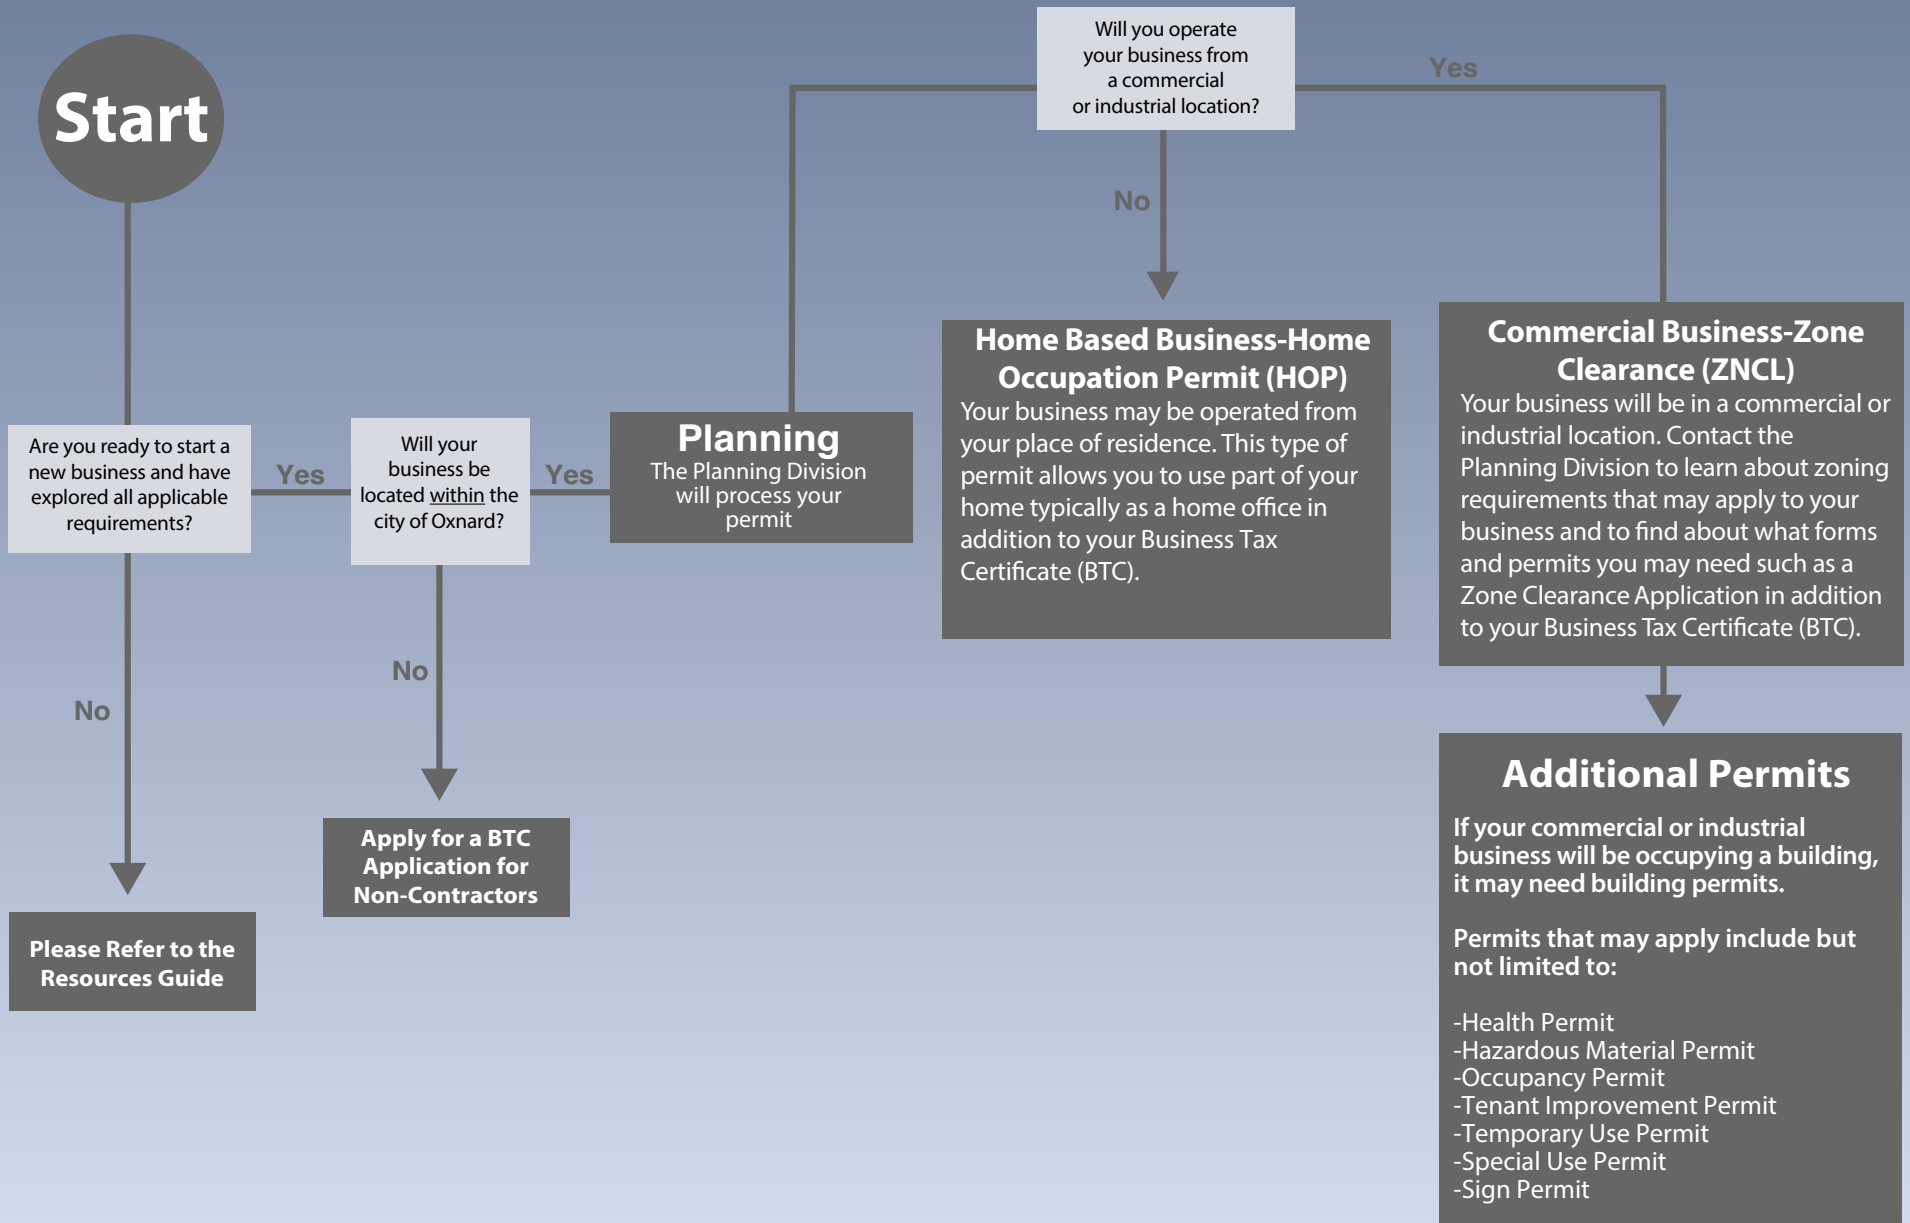 Start
Are you ready to start a
new business and have
explored all applicable
requirements?
Yes
No
Please Refer to the
Resources Guide
Will your
business be
located within the
city of Oxnard?
Yes
No
Apply for a BTC
Application for
Non-Contractors
Planning
The Planning Division
will process your
permit
Will you operate
your business from
a commercial
or industrial location?
No
Yes
Home Based Business-Home
Occupation Permit (HOP)
Your business may be operated from
your place of residence. This type of
permit allows you to use part of your
home typically as a home office in
addition to your Business Tax
Certificate (BTC).
Commercial Business-Zone
Clearance (ZNCL)
Your business will be in a commercial or
industrial location. Contact the
Planning Division to learn about zoning
requirements that may apply to your
business and to find about what forms
and permits you may need such as a
Zone Clearance Application in addition
to your Business Tax Certificate (BTC).
Additional Permits
If your commercial or industrial
business will be occupying a building,
it may need building permits.
Permits that may apply include but
not limited to:
-Health Permit
-Hazardous Material Permit
-Occupancy Permit
-Tenant Improvement Permit
-Temporary Use Permit
-Special Use Permit
-Sign Permit